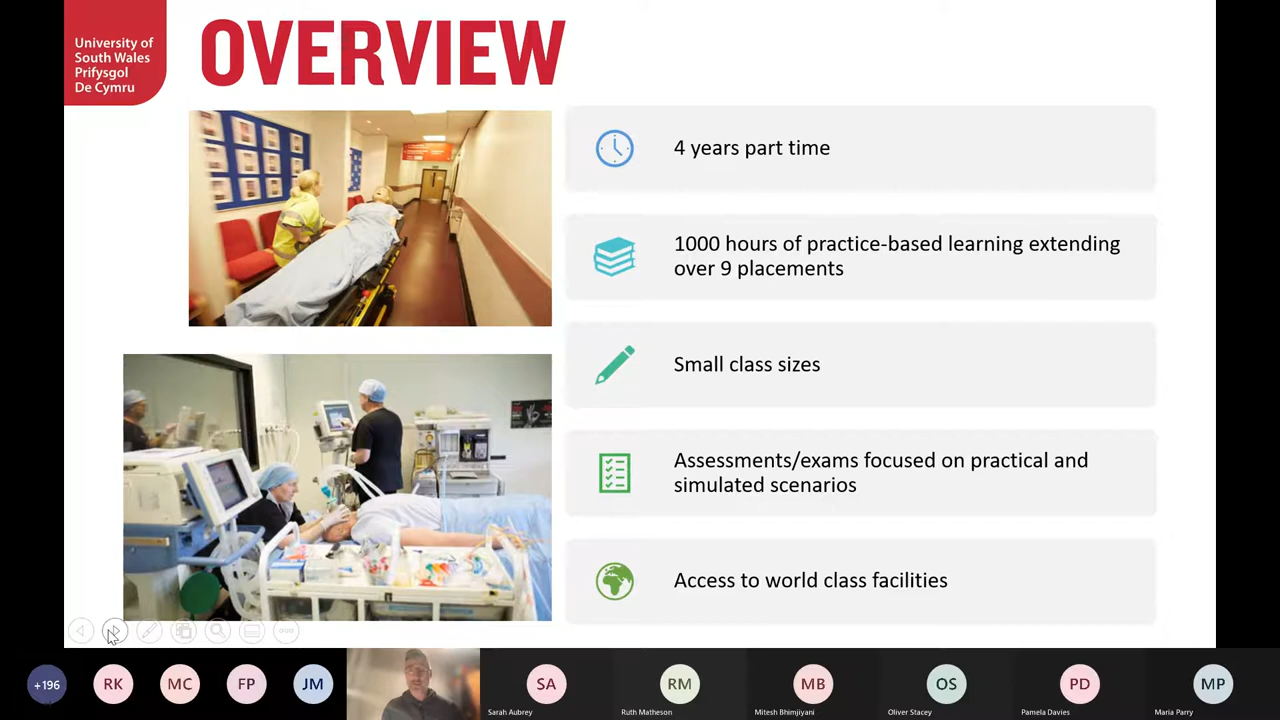 University of
South Wales
Prifysgol
De Cymru
OVERVIEW
4 years part time
1000 hours of practice-based learning extending
over 9 placements
Small class sizes
Assessments/exams focused on practical and
simulated scenarios
Access to world class facilities
+196
RK
MC
FP
JM
SA
Sarah Aubrey
RM
Ruth Matheson
MB
Mitesh Bhimjiyani
OS
Oliver Stacey
PD
Pamela Davies
MP
Maria Parry